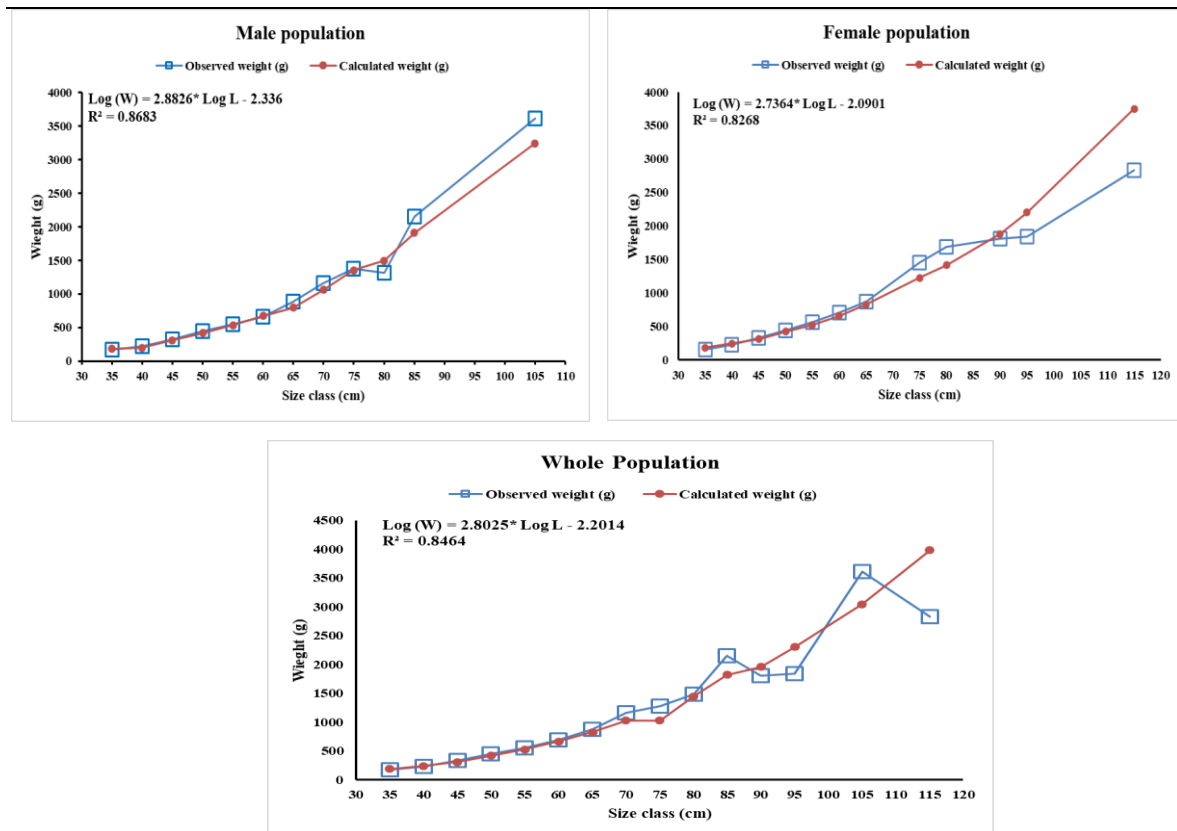 Male population
Observed weight (g) Calculated weight (g)
Log (W) = 2.8826* Log L - 2.336
R² = 0.8683
4000
3500
3000
2500
2000
1500
1000
500
0
Wieght (g)
30 35 40 45 50 55 60 65 70 75 80 85 90 95 100 105 110
Size class (cm)
Female population
Observed weight (g) Calculated weight (g)
Log (W) = 2.7364* Log L - 2.0901
R² = 0.8268
4000
3500
3000
2500
2000
1500
1000
500
0
Wieght (g)
30 35 40 45 50 55 60 65 70 75 80 85 90 95 100 105 110 115 120
Size class (cm)
Whole Population
Observed weight (g) Calculated weight (g)
Log (W) = 2.8025* Log L - 2.2014
R² = 0.8464
4500
4000
3500
3000
2500
2000
1500
1000
500
0
Wieght (g)
30 35 40 45 50 55 60 65 70 75 80 85 90 95 100 105 110 115 120
Size class (cm)